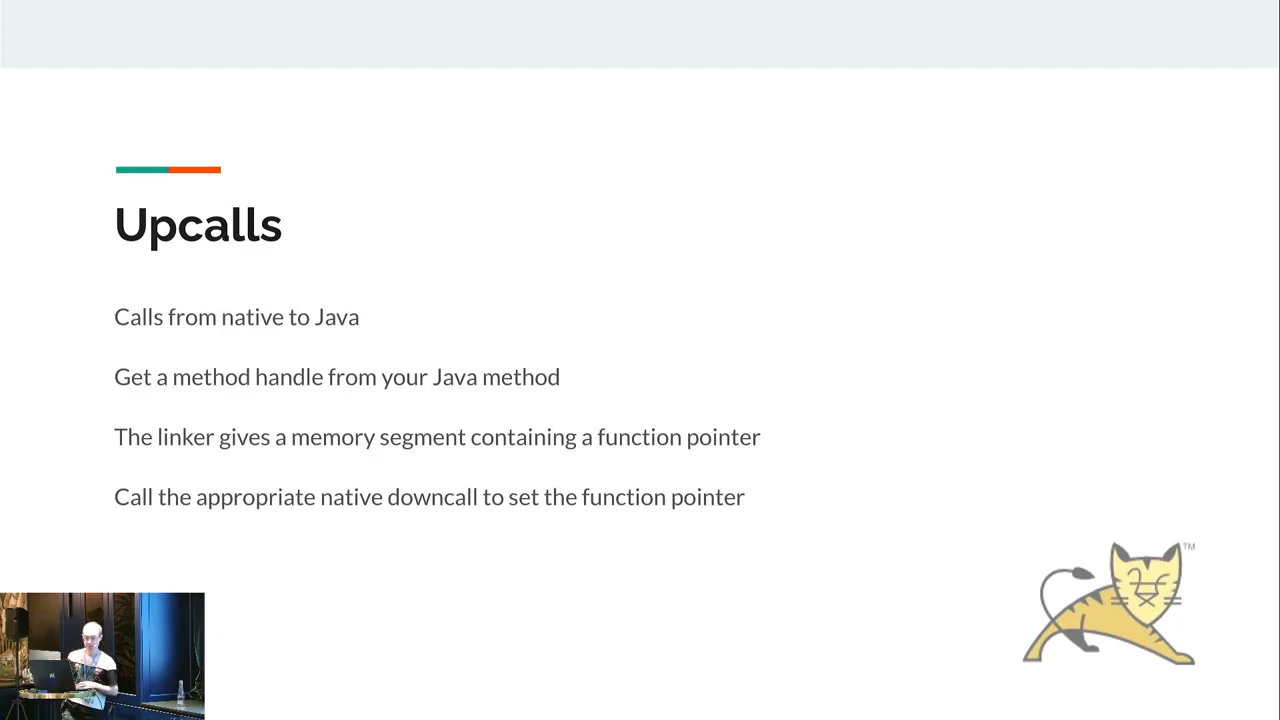 Upcalls
Calls from native to Java
Get a method handle from your Java method
The linker gives a memory segment containing a function pointer
Call the appropriate native downcall to set the function pointer
TM